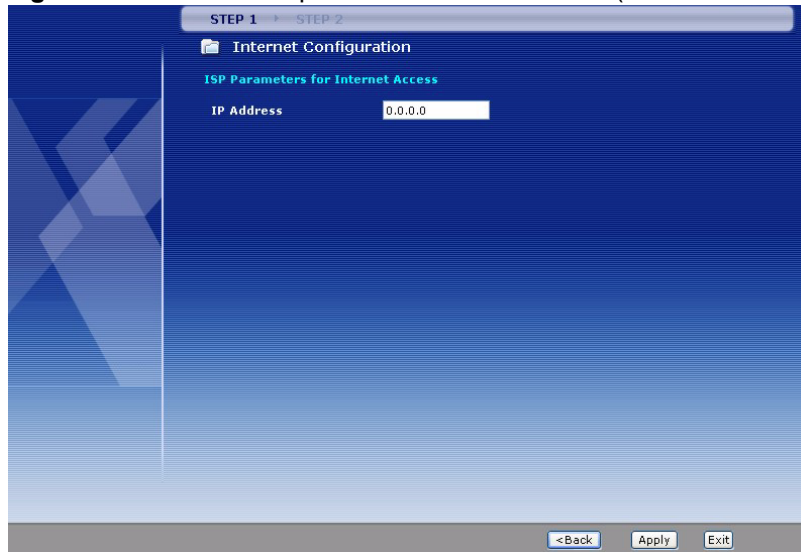 STEP 1 › STEP 2
Internet Configuration
ISP Parameters for Internet Access
IP Address 0.0.0.0
<Back Apply Exit